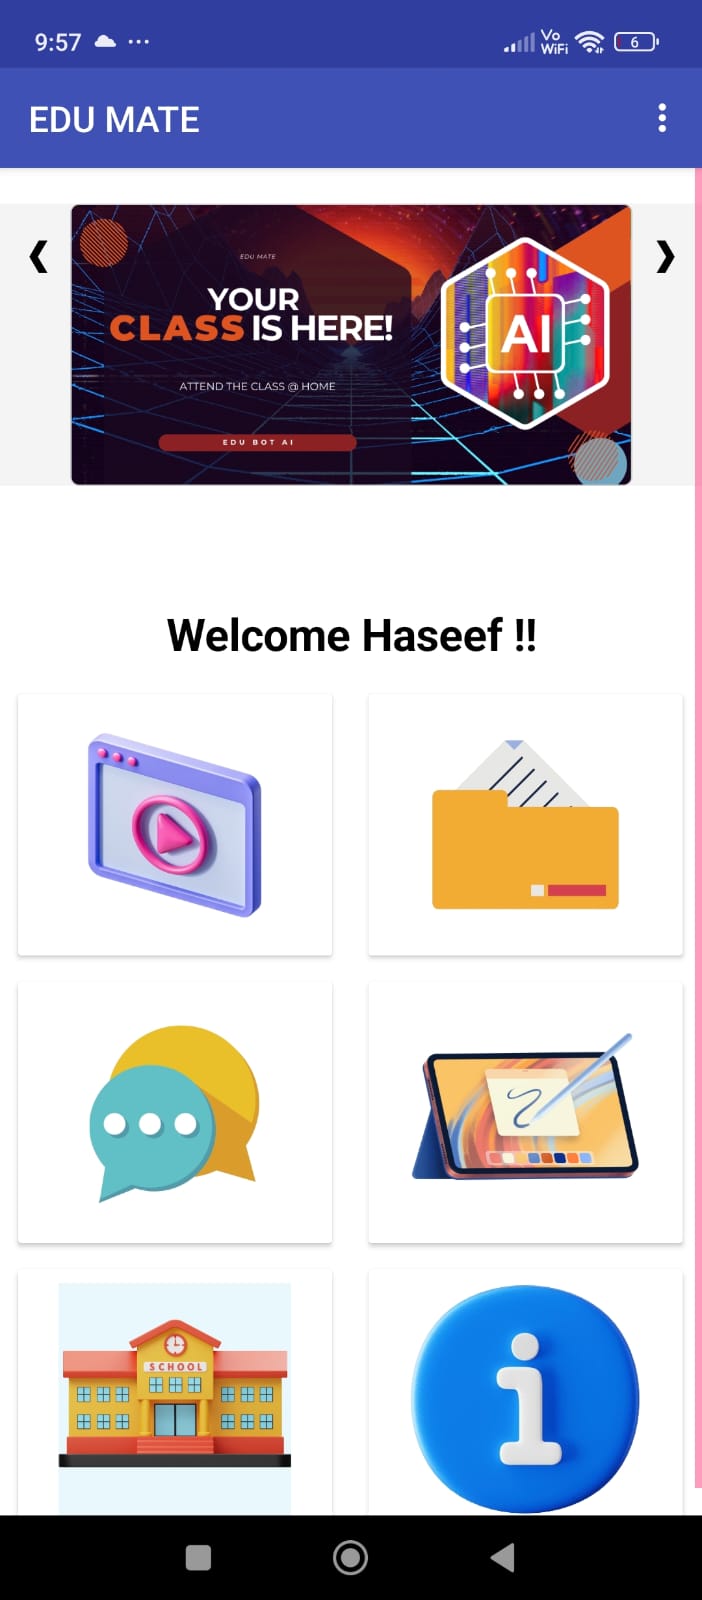 9:57
Vo
WiFi
6
EDU MATE
EDU MATE
YOUR
CLASS IS HERE!
ATTEND THE CLASS @ HOME
EDU BOT AI
AI
Welcome Haseef !!
SCHOOL